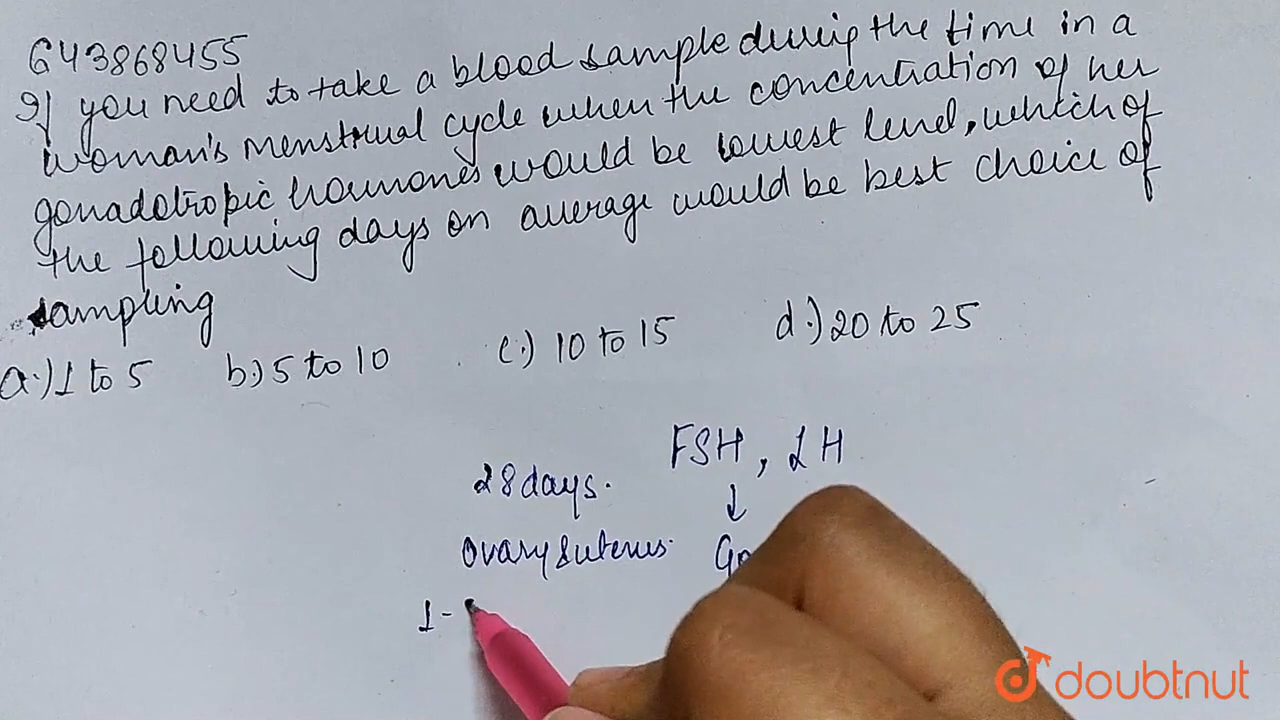 643868455
If you need to take a blood sample during the time in a
woman's menstrual cycle when the concentration of her
gonadotropic hormones would be lowest level, which of
the following days on average would be best choice of
sampling
a.) 1 to 5 b.) 5 to 10 c.) 10 to 15 d.) 20 to 25
28 days. FSH, LH
↓
Ovary & uterus. Go
1-
doubtnut